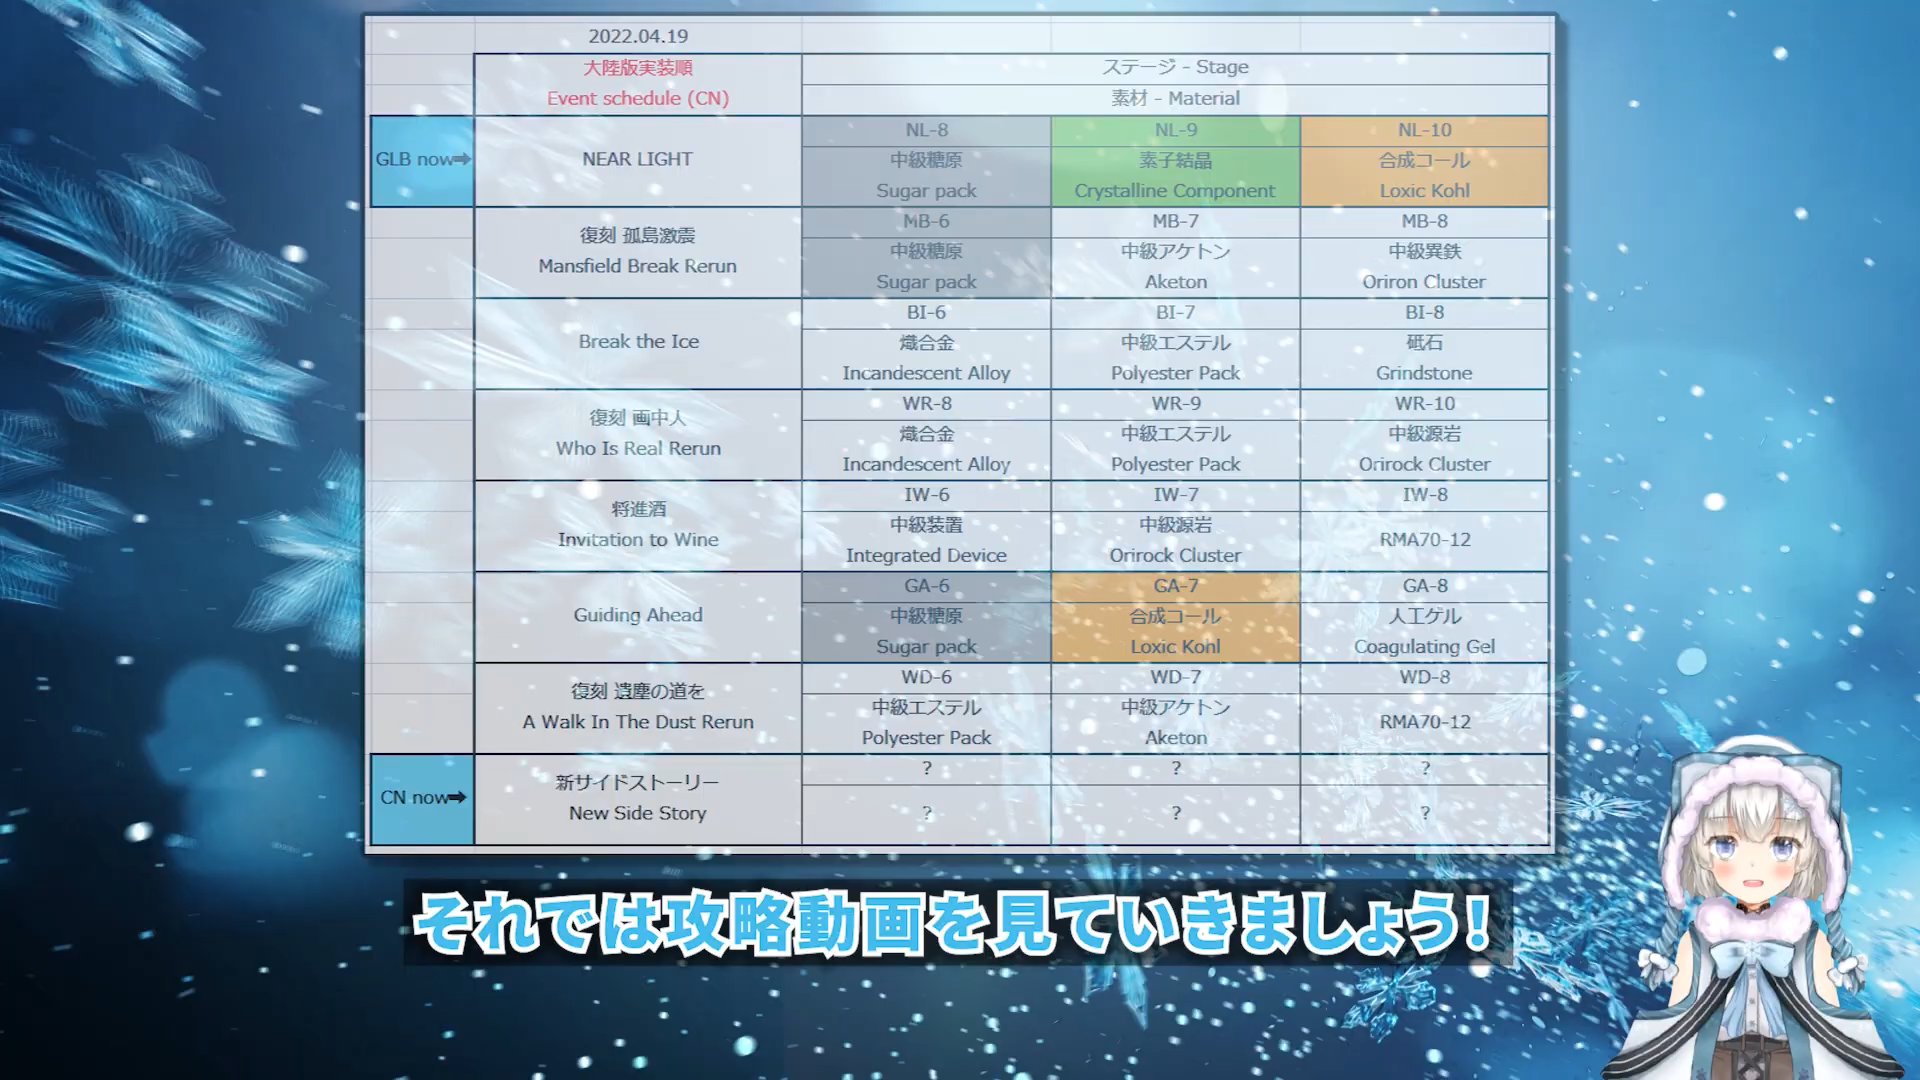 2022.04.19
大陸版実装順
Event schedule (CN)
ステージ - Stage
素材 - Material
GLB now➡
NEAR LIGHT
NL-8
NL-9
NL-10
中級糖原
素子結晶
合成コール
Sugar pack
Crystalline Component
Loxic Kohl
復刻 孤島激震
Mansfield Break Rerun
MB-6
MB-7
MB-8
中級糖原
中級アケトン
中級異鉄
Sugar pack
Aketon
Oriron Cluster
Break the Ice
BI-6
BI-7
BI-8
熾合金
中級エステル
砥石
Incandescent Alloy
Polyester Pack
Grindstone
復刻 画中人
Who Is Real Rerun
WR-8
WR-9
WR-10
熾合金
中級エステル
中級源岩
Incandescent Alloy
Polyester Pack
Orirock Cluster
将進酒
Invitation to Wine
IW-6
IW-7
IW-8
中級装置
中級源岩
RMA70-12
Integrated Device
Orirock Cluster
Guiding Ahead
GA-6
GA-7
GA-8
中級糖原
合成コール
人工ゲル
Sugar pack
Loxic Kohl
Coagulating Gel
復刻 遺塵の道を
A Walk In The Dust Rerun
WD-6
WD-7
WD-8
中級エステル
中級アケトン
RMA70-12
Polyester Pack
Aketon
CN now➡
新サイドストーリー
New Side Story
?
?
?
?
?
?
それでは攻略動画を見ていきましょう!